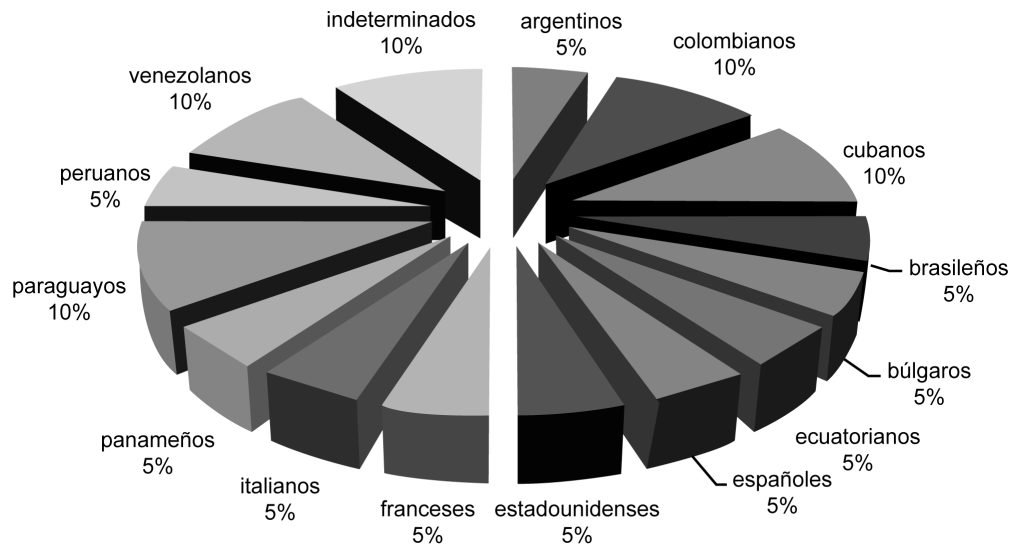 indeterminados
10%
argentinos
5%
colombianos
10%
cubanos
10%
brasileños
5%
búlgaros
5%
ecuatorianos
5%
españoles
5%
estadounidenses
5%
franceses
5%
italianos
5%
panameños
5%
paraguayos
10%
peruanos
5%
venezolanos
10%